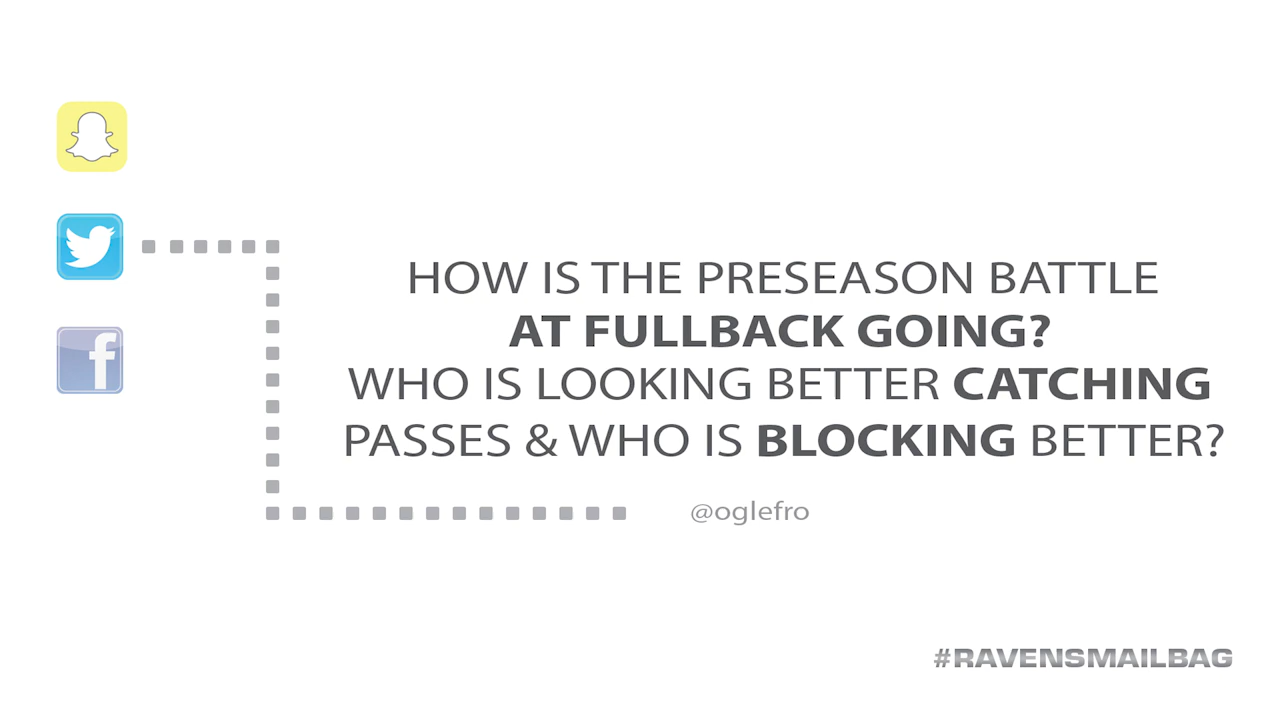 HOW IS THE PRESEASON BATTLE
AT FULLBACK GOING?
WHO IS LOOKING BETTER CATCHING
PASSES & WHO IS BLOCKING BETTER?
@oglefro
#RAVENSMAILBAG